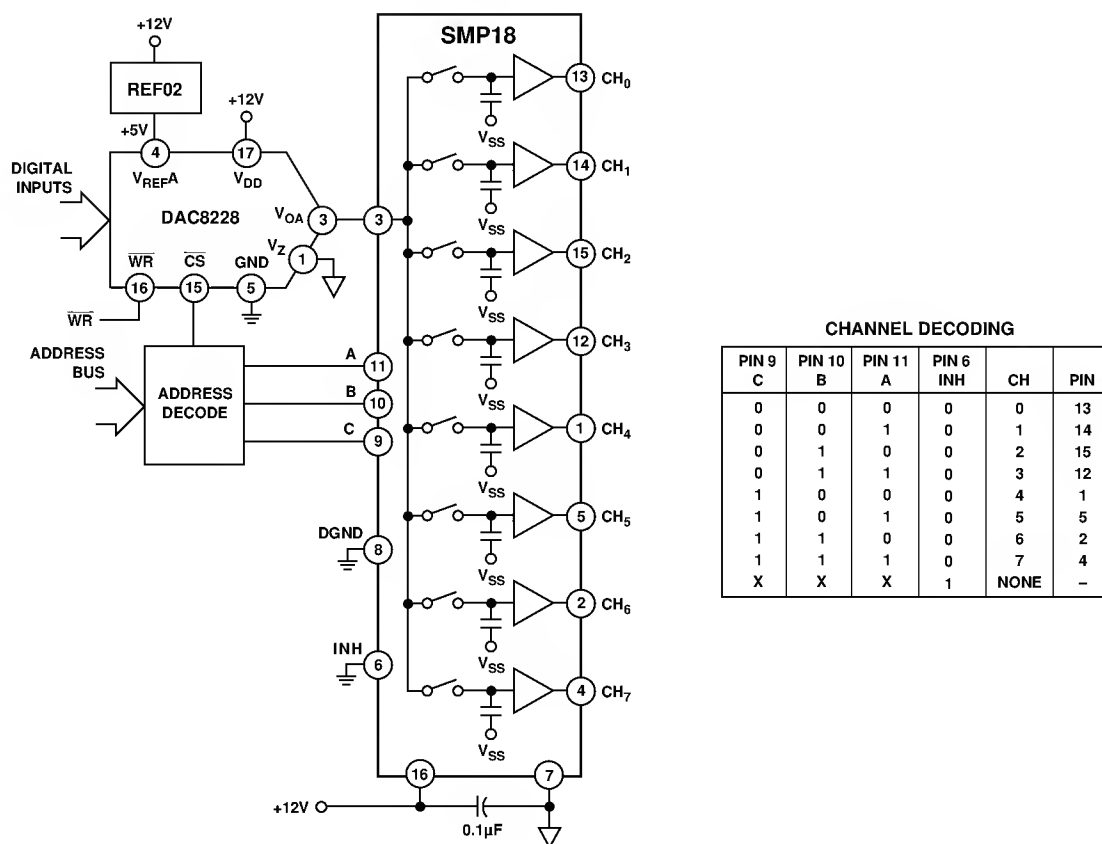 +12V
REF02
+5V
4
VREFA
+12V
17
VDD
DIGITAL
INPUTS
DAC8228
VOA
3
VZ
1
WR
16
CS
15
GND
5
WR
ADDRESS
BUS
ADDRESS
DECODE
SMP18
3
A
11
B
10
C
9
DGND
8
INH
6
VSS
13
CH0
VSS
14
CH1
VSS
15
CH2
VSS
12
CH3
VSS
1
CH4
VSS
5
CH5
VSS
2
CH6
VSS
4
CH7
16
7
+12V
0.1µF
CHANNEL DECODING
PIN 9 PIN 10 PIN 11 PIN 6
C B A INH CH PIN
0 0 0 0 0 13
0 0 1 0 1 14
0 1 0 0 2 15
0 1 1 0 3 12
1 0 0 0 4 1
1 0 1 0 5 5
1 1 0 0 6 2
1 1 1 0 7 4
X X X 1 NONE –